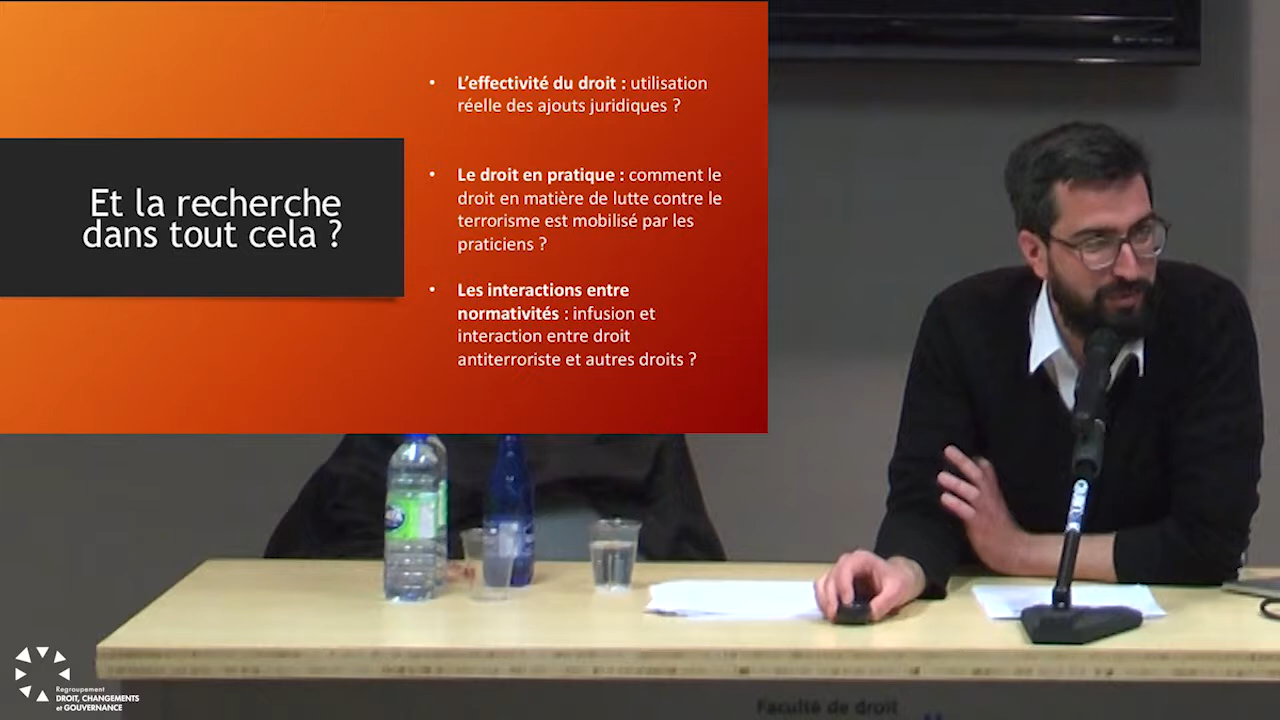 Et la recherche
dans tout cela ?
• L’effectivité du droit : utilisation
réelle des ajouts juridiques ?
• Le droit en pratique : comment le
droit en matière de lutte contre le
terrorisme est mobilisé par les
praticiens ?
• Les interactions entre
normativités : infusion et
interaction entre droit
antiterroriste et autres droits ?
Regroupement
DROIT, CHANGEMENTS
et GOUVERNANCE
Faculté de droit